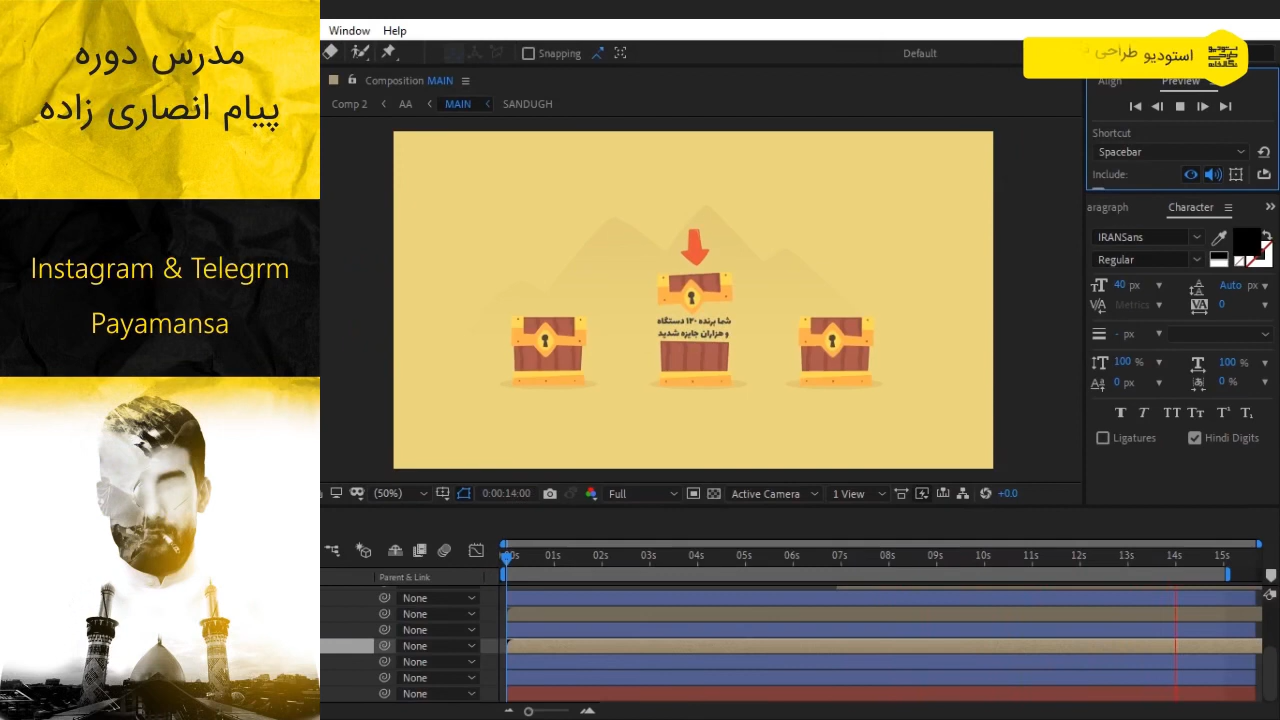 مدرس دوره
پیام انصاری زاده
Instagram & Telegrm
Payamansa
Window Help
Snapping
Default
استودیو طراحی
Composition MAIN
Comp 2 AA MAIN SANDUGH
شما برنده ۱۲۰ دستگاه
و هزاران جایزه شدید
Align Preview
Shortcut
Spacebar
Include:
aragraph Character
IRANSans
Regular
40 px Auto px
Metrics 0
- px
100 % 100 %
0 px 0 %
Ligatures Hindi Digits
(50%) 0:00:14:00 Full Active Camera 1 View +0.0
00s 01s 02s 03s 04s 05s 06s 07s 08s 09s 10s 11s 12s 13s 14s 15s
Parent & Link
None
None
None
None
None
None
None